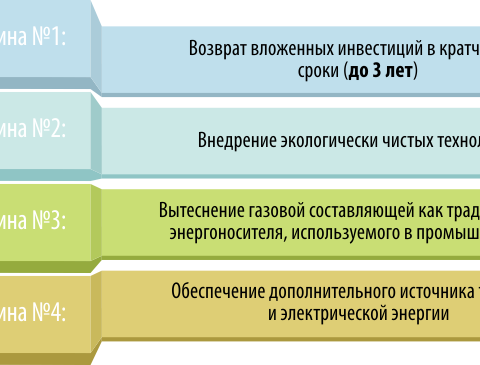 ина №1:
Возврат вложенных инвестиций в кратч
сроки (до 3 лет)
ина №2:
Внедрение экологически чистых техно
ина №3:
Вытеснение газовой составляющей как трад
энергоносителя, используемого в промыш
ина №4:
Обеспечение дополнительного источника
и электрической энергии